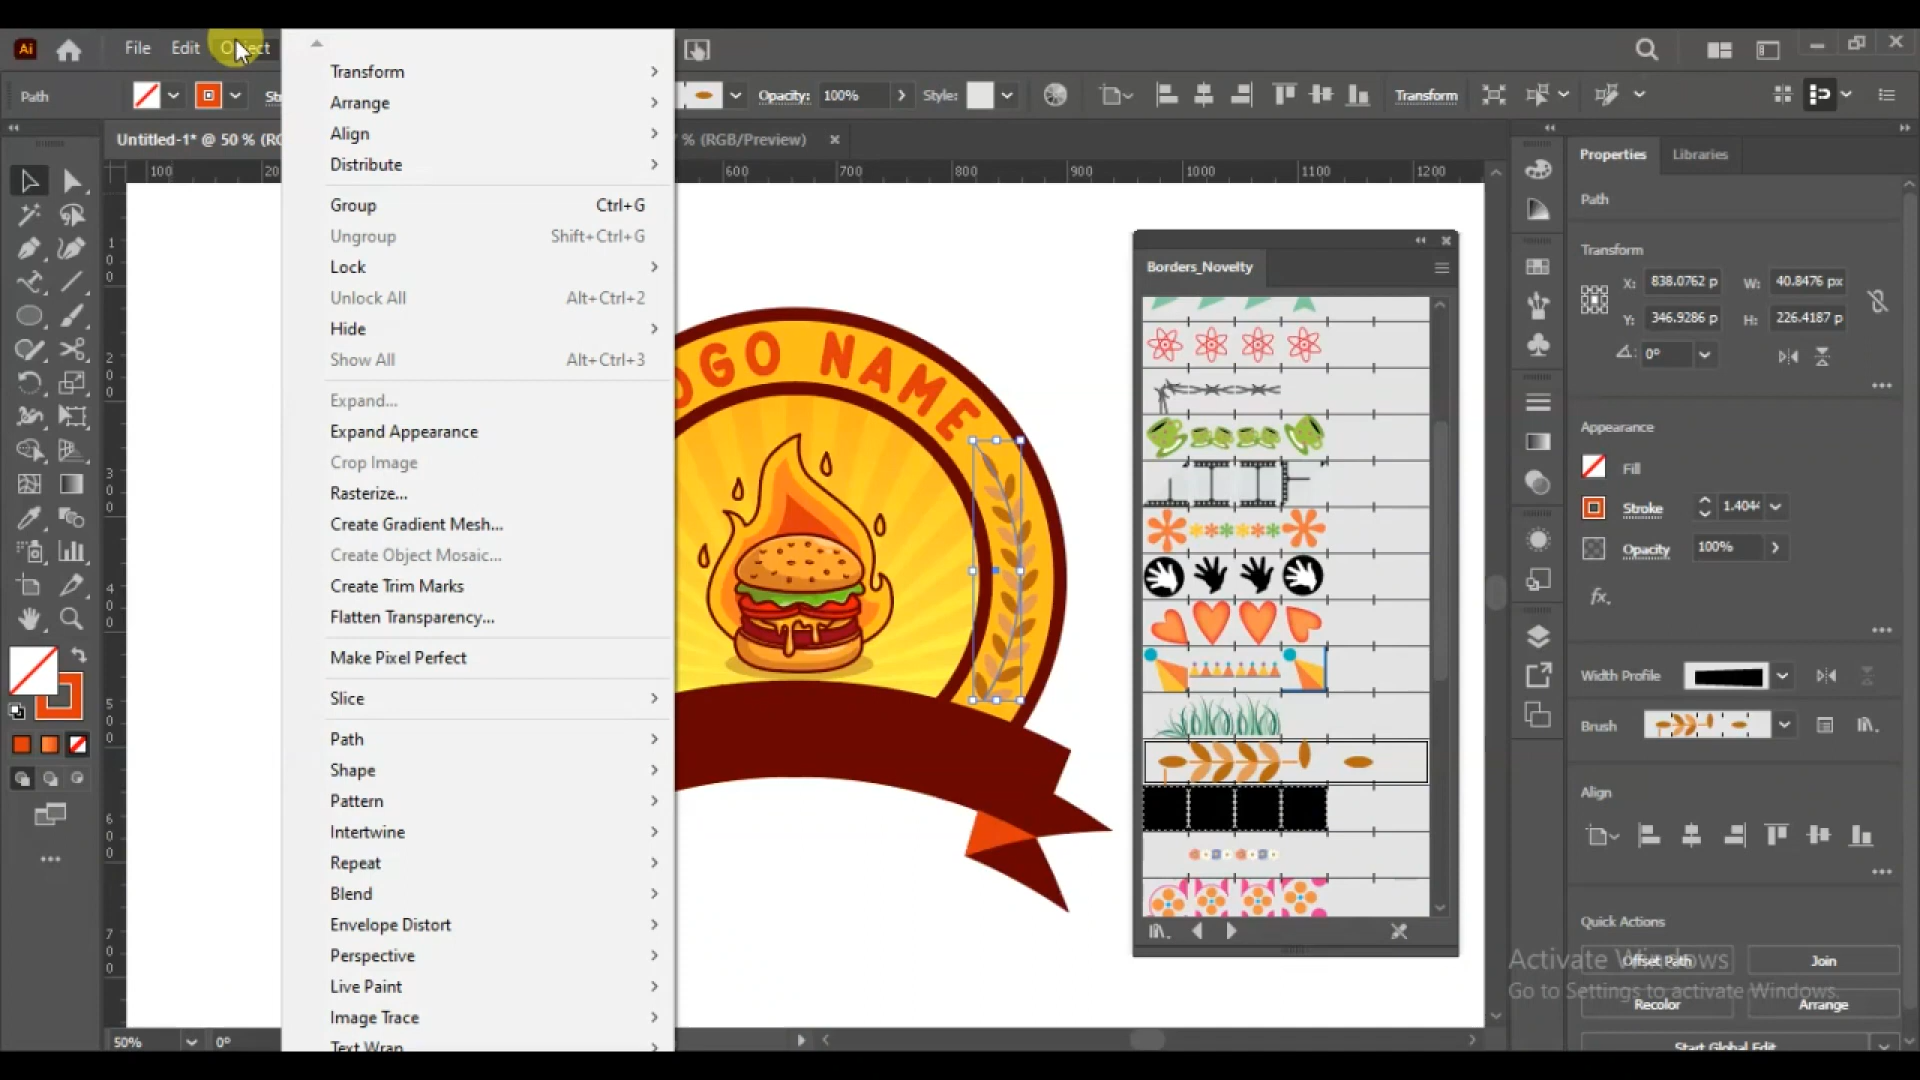 Ai File Edit Object
Path Opacity: 100% Style: Transform
Untitled-1* @ 50 % % (RGB/Preview)
100 600 700 800 900 1000 1100 1200
Transform
Arrange
Align
Distribute
Group Ctrl+G
Ungroup Shift+Ctrl+G
Lock
Unlock All Alt+Ctrl+2
Hide
Show All Alt+Ctrl+3
Expand...
Expand Appearance
Crop Image
Rasterize...
Create Gradient Mesh...
Create Object Mosaic...
Create Trim Marks
Flatten Transparency...
Make Pixel Perfect
Slice
Path
Shape
Pattern
Intertwine
Repeat
Blend
Envelope Distort
Perspective
Live Paint
Image Trace
Text Wrap
OGO NAME
Borders_Novelty
Properties Libraries
Path
Transform
X: 838.0762 p W: 40.8476 px
Y: 346.9286 p H: 226.4187 p
0°
Appearance
Fill
Stroke 1.404
Opacity 100%
fx.
Width Profile
Brush
Align
Quick Actions
Offset Path Join
Recolor Arrange
Start Global Edit
Activate Windows
Go to Settings to activate Windows.
50% 0°